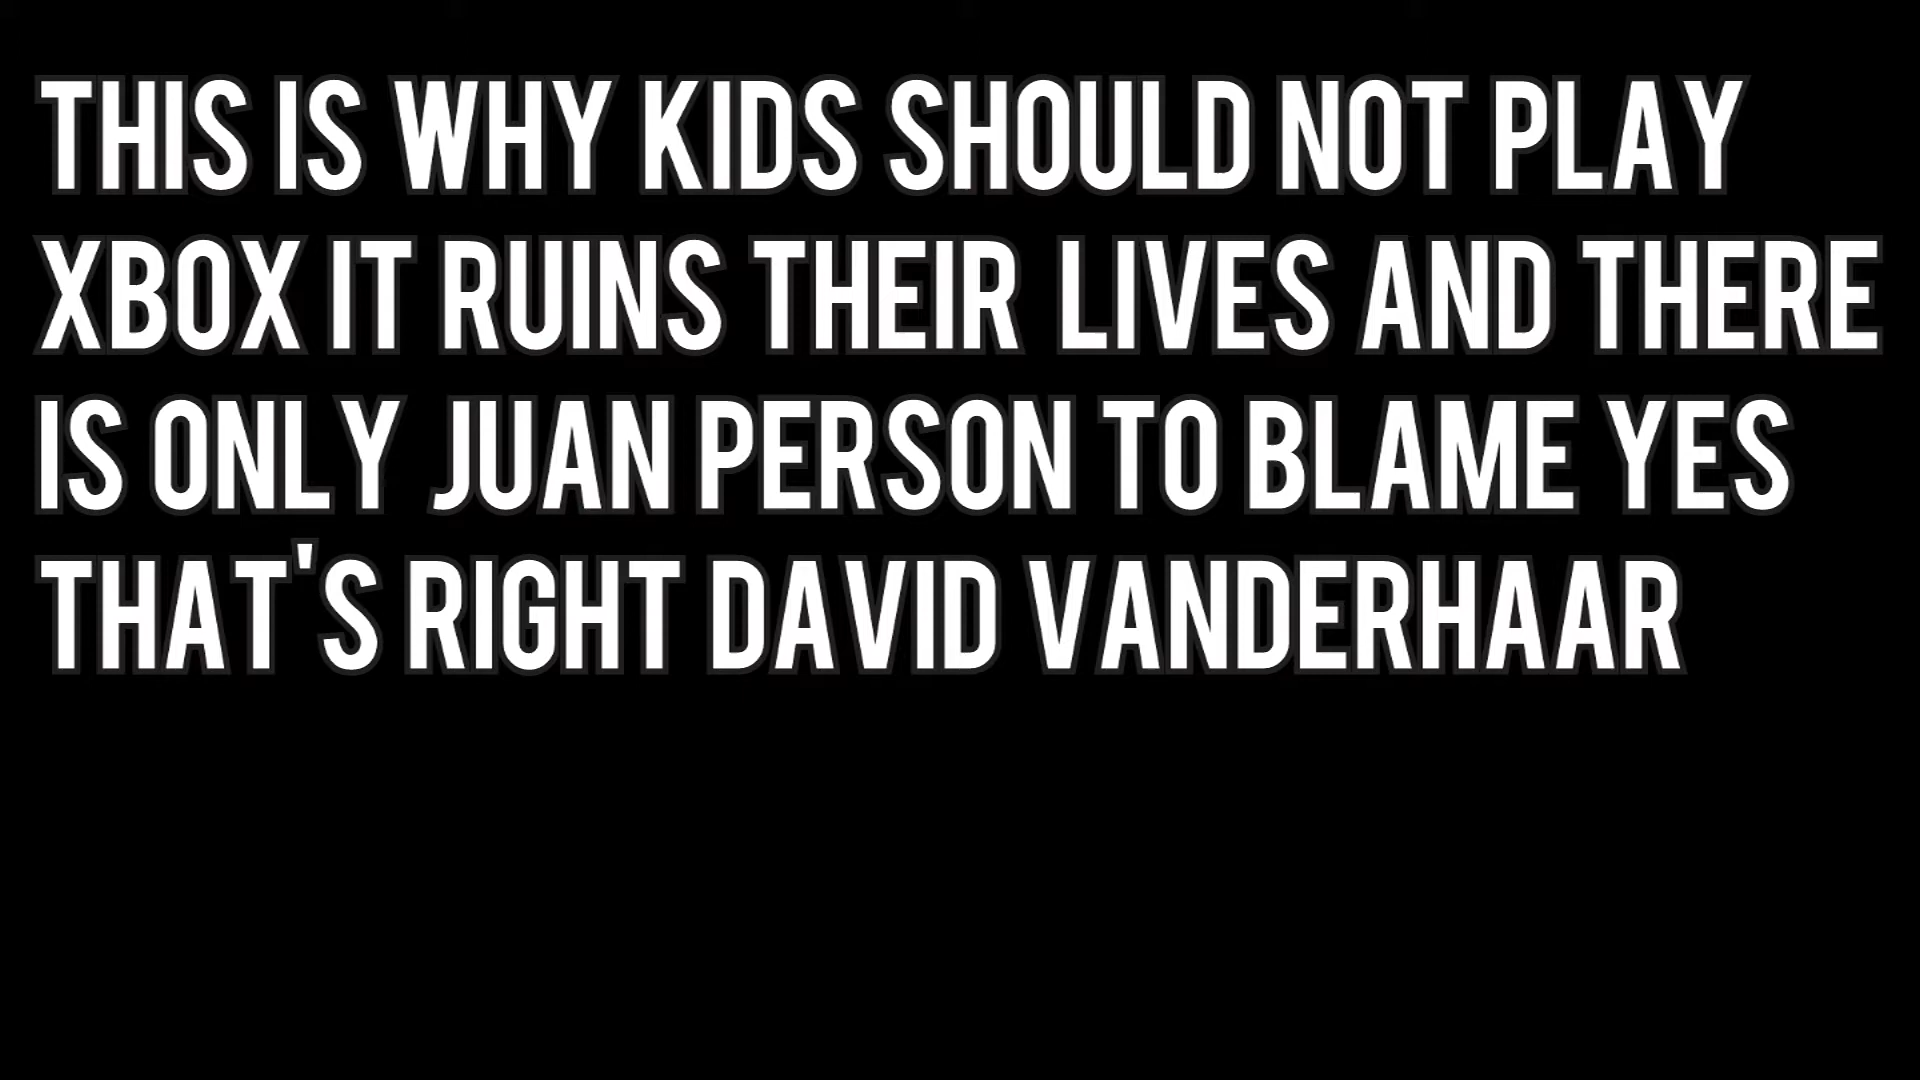 THIS IS WHY KIDS SHOULD NOT PLAY
XBOX IT RUINS THEIR LIVES AND THERE
IS ONLY JUAN PERSON TO BLAME YES
THAT'S RIGHT DAVID VANDERHAAR